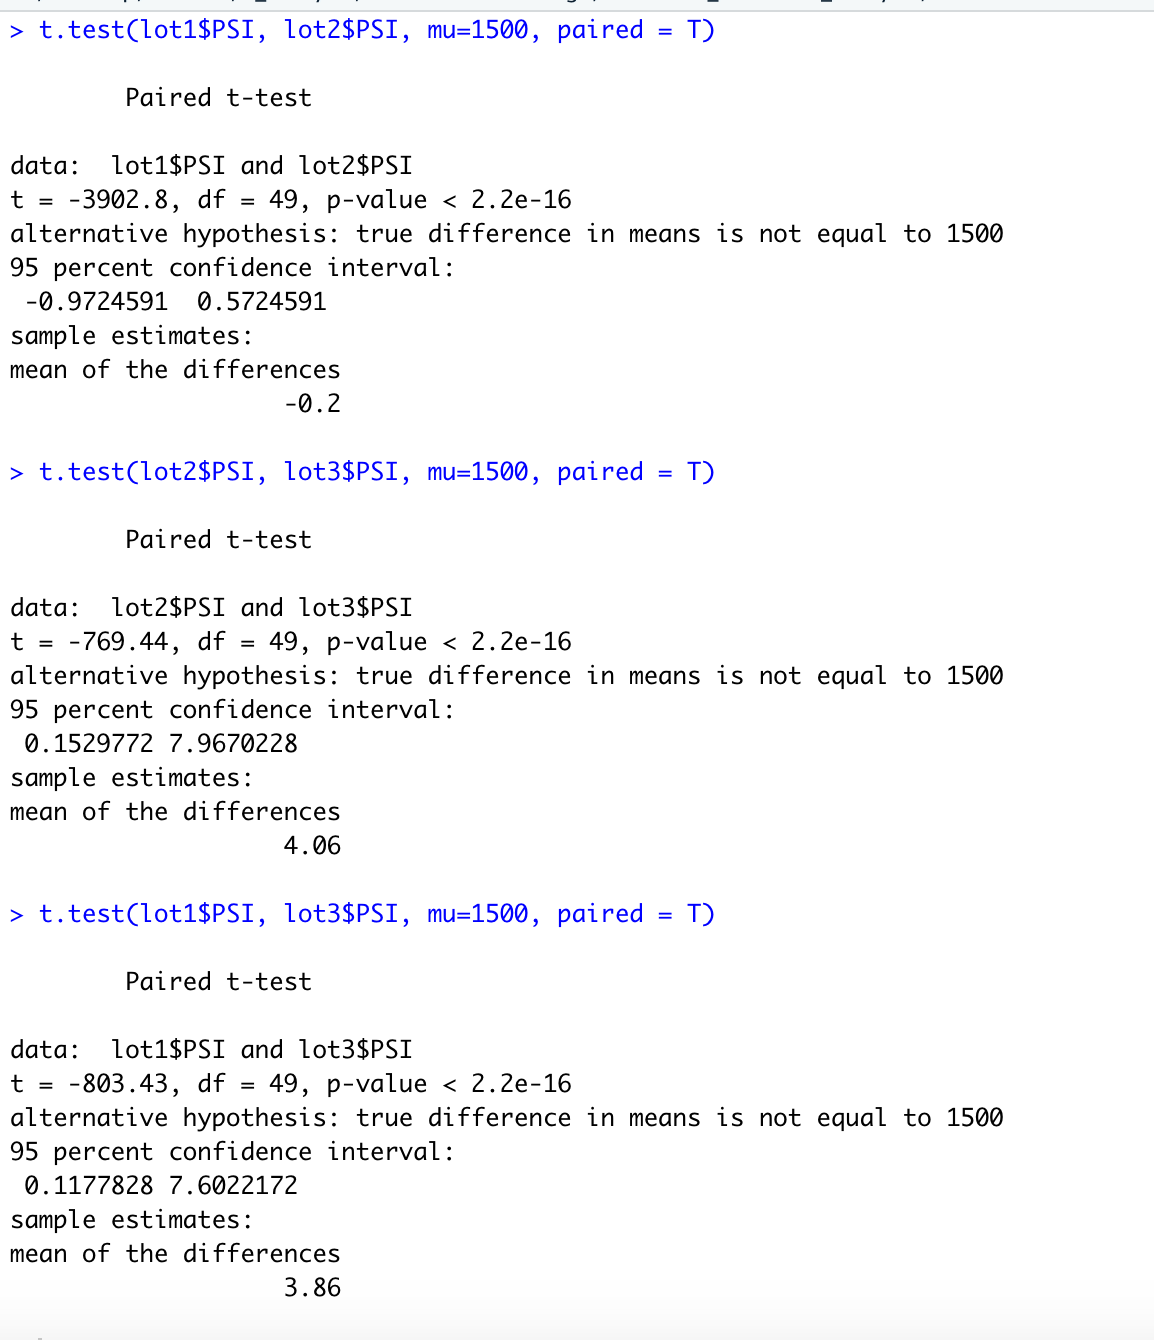 > t.test(lot1$PSI, lot2$PSI, mu=1500, paired = T)
Paired t-test
data:  lot1$PSI and lot2$PSI
t = -3902.8, df = 49, p-value < 2.2e-16
alternative hypothesis: true difference in means is not equal to 1500
95 percent confidence interval:
-0.9724591  0.5724591
sample estimates:
mean of the differences
-0.2
> t.test(lot2$PSI, lot3$PSI, mu=1500, paired = T)
Paired t-test
data:  lot2$PSI and lot3$PSI
t = -769.44, df = 49, p-value < 2.2e-16
alternative hypothesis: true difference in means is not equal to 1500
95 percent confidence interval:
0.1529772 7.9670228
sample estimates:
mean of the differences
4.06
> t.test(lot1$PSI, lot3$PSI, mu=1500, paired = T)
Paired t-test
data:  lot1$PSI and lot3$PSI
t = -803.43, df = 49, p-value < 2.2e-16
alternative hypothesis: true difference in means is not equal to 1500
95 percent confidence interval:
0.1177828 7.6022172
sample estimates:
mean of the differences
3.86